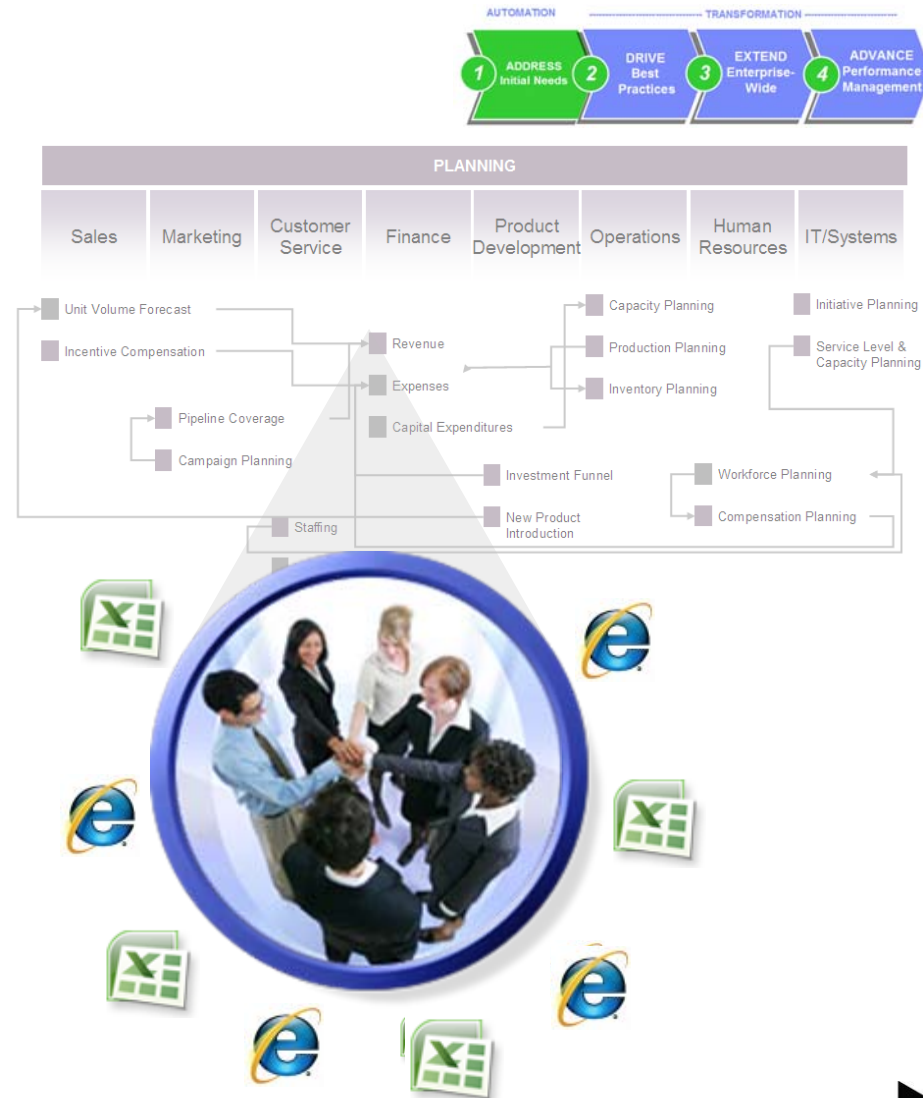 AUTOMATION
TRANSFORMATION
1
ADDRESS
Initial Needs
2
DRIVE
Best
Practices
3
EXTEND
Enterprise-
Wide
4
ADVANCE
Performance
Management
PLANNING
Sales
Marketing
Customer
Service
Finance
Product
Development
Operations
Human
Resources
IT/Systems
Unit Volume Forecast
Incentive Compensation
Pipeline Coverage
Campaign Planning
Staffing
Revenue
Expenses
Capital Expenditures
Investment Funnel
New Product
Introduction
Capacity Planning
Production Planning
Inventory Planning
Workforce Planning
Compensation Planning
Initiative Planning
Service Level &
Capacity Planning